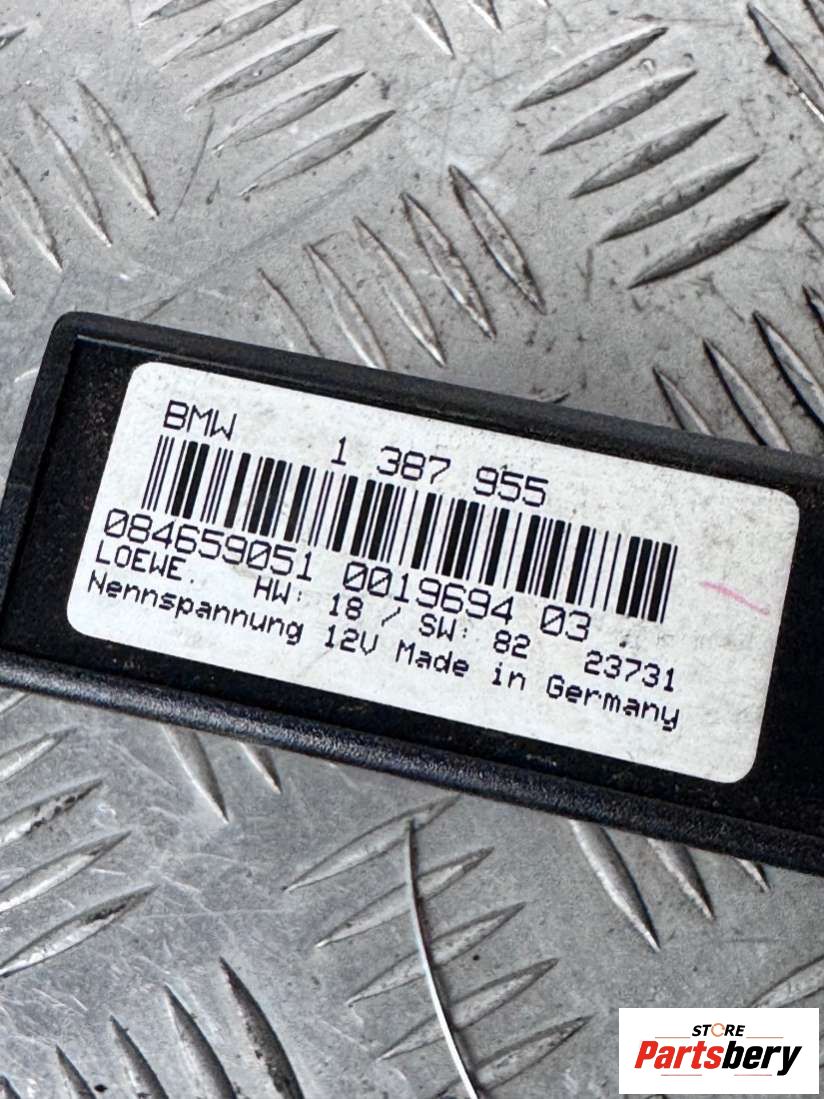 BMW 1 387 955
084659051 0019694 03
LOEWE. HW: 18 / SW: 82 23731
Nennspannung 12V Made in Germany
STORE
Partsbery